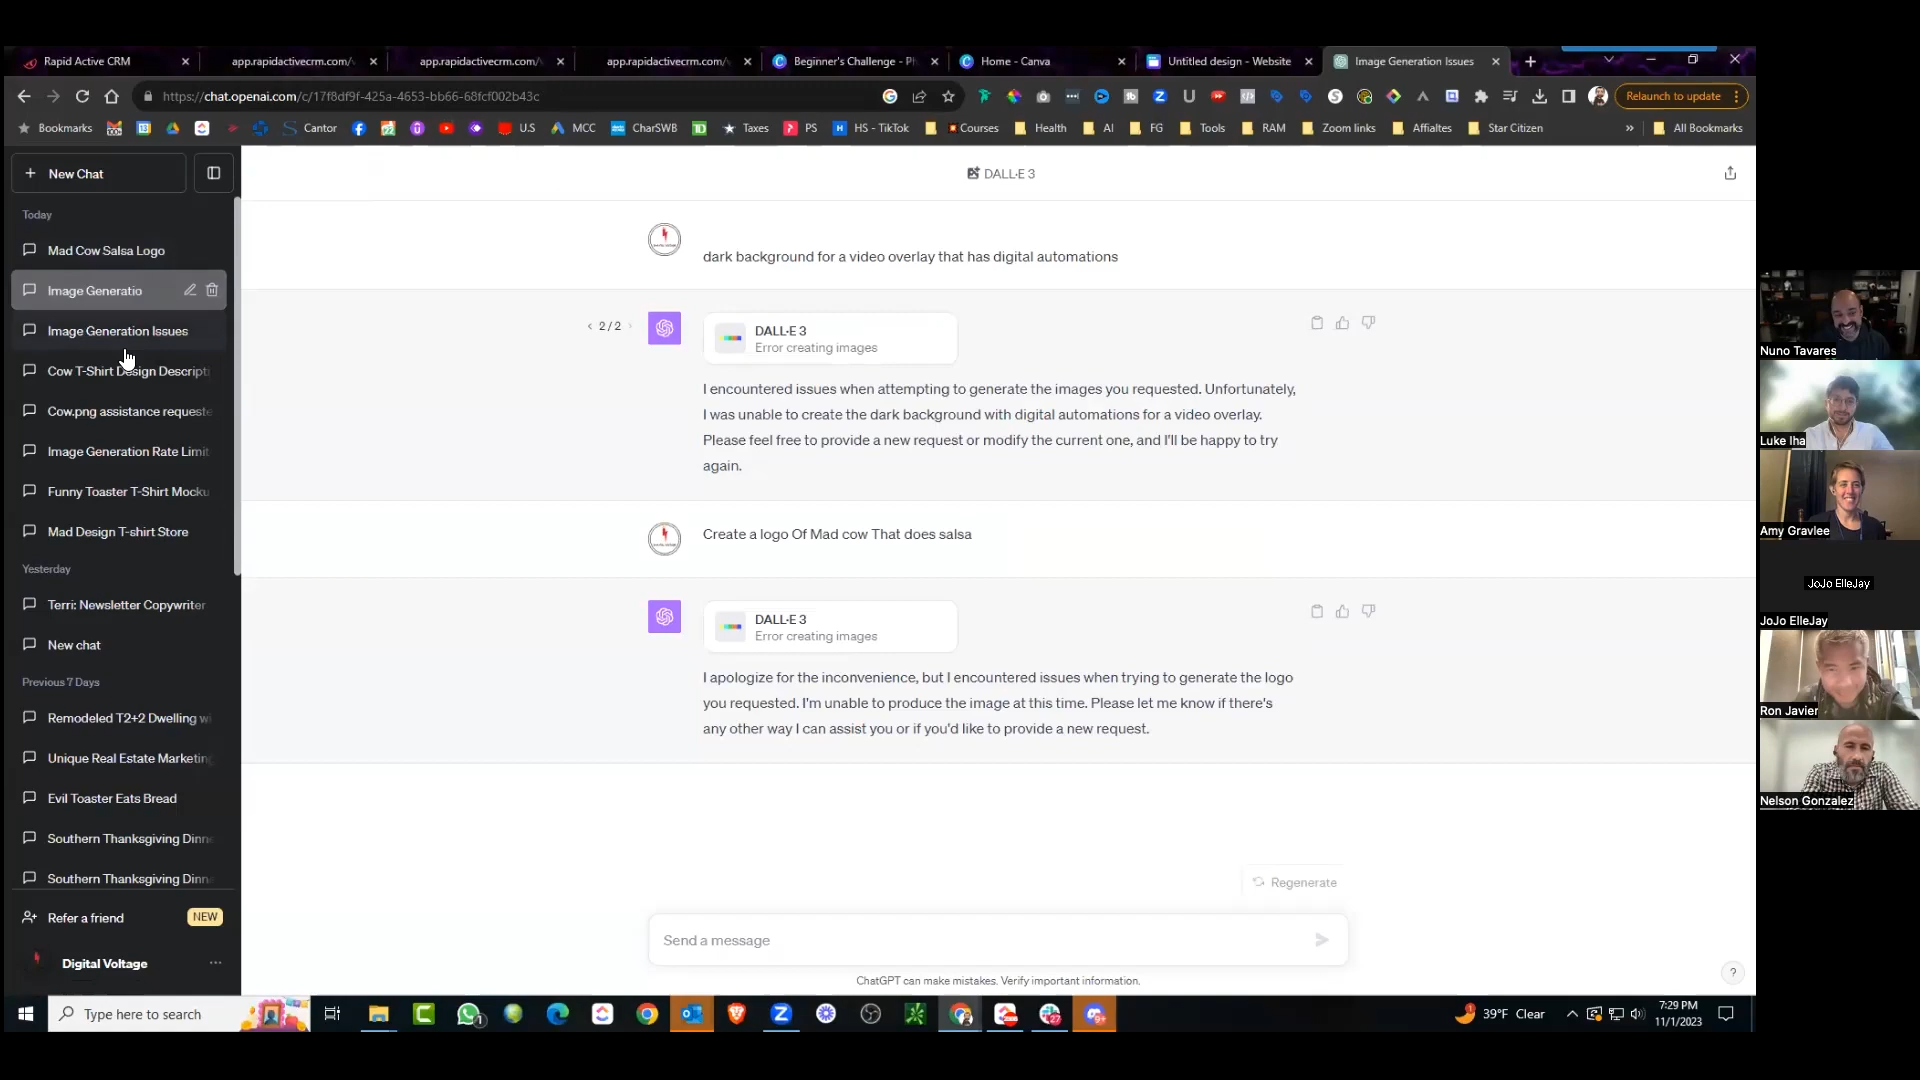 Rapid Active CRM
app.rapidactivecrm.com/
app.rapidactivecrm.com/
app.rapidactivecrm.com/
Beginner's Challenge - Ph
Home - Canva
Untitled design - Website
Image Generation Issues
https://chat.openai.com/c/17f8df9f-425a-4653-bb66-68fcf002b43c
Relaunch to update
Bookmarks
Cantor
U.S
MCC
CharSWB
Taxes
PS
HS - TikTok
Courses
Health
AI
FG
Tools
RAM
Zoom links
Affialtes
Star Citizen
All Bookmarks
New Chat
Today
Mad Cow Salsa Logo
Image Generatio
Image Generation Issues
Cow T-Shirt Design Descripti
Cow.png assistance requeste
Image Generation Rate Limit
Funny Toaster T-Shirt Mocku
Mad Design T-shirt Store
Yesterday
Terri: Newsletter Copywriter
New chat
Previous 7 Days
Remodeled T2+2 Dwelling wi
Unique Real Estate Marketing
Evil Toaster Eats Bread
Southern Thanksgiving Dinne
Southern Thanksgiving Dinn
Refer a friend
NEW
Digital Voltage
DALL·E 3
dark background for a video overlay that has digital automations
2 / 2
DALL·E 3
Error creating images
I encountered issues when attempting to generate the images you requested. Unfortunately,
I was unable to create the dark background with digital automations for a video overlay.
Please feel free to provide a new request or modify the current one, and I'll be happy to try
again.
Create a logo Of Mad cow That does salsa
DALL·E 3
Error creating images
I apologize for the inconvenience, but I encountered issues when trying to generate the logo
you requested. I'm unable to produce the image at this time. Please let me know if there's
any other way I can assist you or if you'd like to provide a new request.
Regenerate
Send a message
ChatGPT can make mistakes. Verify important information.
?
Nuno Tavares
Luke Iha
Amy Gravlee
JoJo ElleJay
JoJo ElleJay
Ron Javier
Nelson Gonzalez
Type here to search
39°F Clear
7:29 PM
11/1/2023